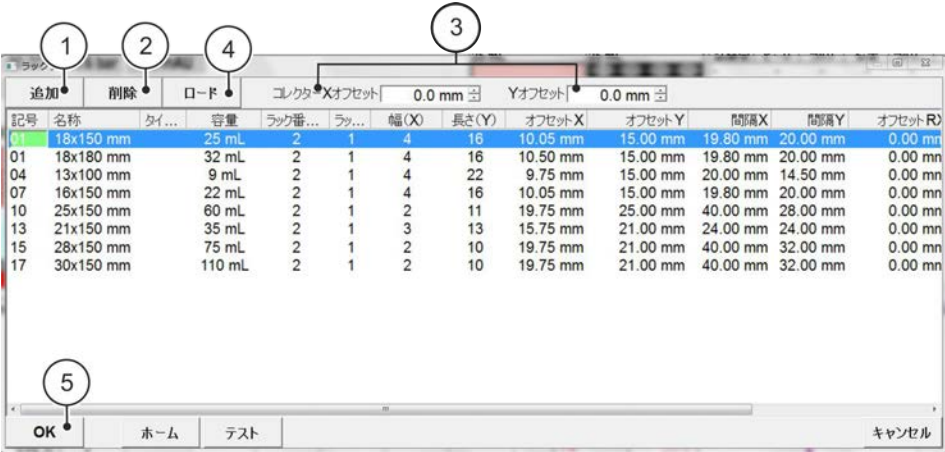 1 2 4 3
追加 削除 ロード コレクターXオフセット 0.0 mm Yオフセット 0.0 mm
記号 名称 タイ... 容量 ラック番... ラッ... 幅(X) 長さ(Y) オフセットX オフセットY 間隔X 間隔Y オフセットRX
01 18x150 mm 25 mL 2 1 4 16 10.05 mm 15.00 mm 19.80 mm 20.00 mm 0.00 mm
01 18x180 mm 32 mL 2 1 4 16 10.50 mm 15.00 mm 19.80 mm 20.00 mm 0.00 mm
04 13x100 mm 9 mL 2 1 4 22 9.75 mm 15.00 mm 20.00 mm 14.50 mm 0.00 mm
07 16x150 mm 22 mL 2 1 4 16 10.05 mm 15.00 mm 19.80 mm 20.00 mm 0.00 mm
10 25x150 mm 60 mL 2 1 2 11 19.75 mm 25.00 mm 40.00 mm 28.00 mm 0.00 mm
13 21x150 mm 35 mL 2 1 3 13 15.75 mm 21.00 mm 24.00 mm 24.00 mm 0.00 mm
15 28x150 mm 75 mL 2 1 2 10 19.75 mm 21.00 mm 40.00 mm 32.00 mm 0.00 mm
17 30x150 mm 110 mL 2 1 2 10 19.75 mm 21.00 mm 40.00 mm 32.00 mm 0.00 mm
5
OK ホーム テスト キャンセル